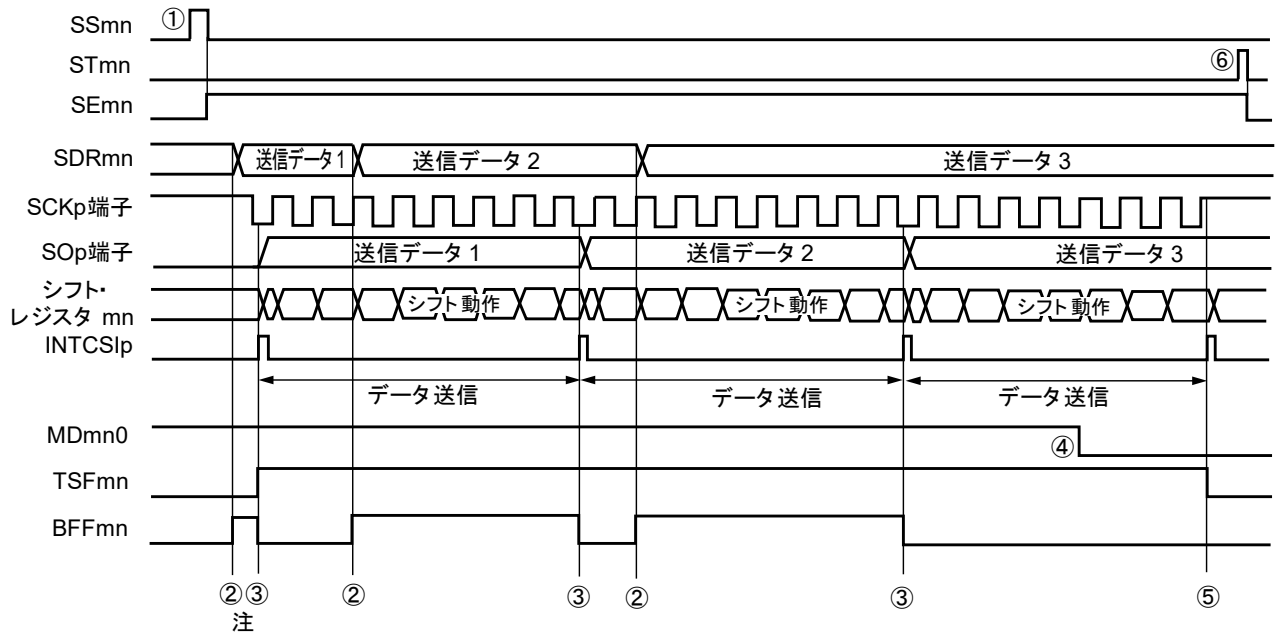 SSmn ①
STmn ⑥
SEmn
SDRmn 送信データ1 送信データ2 送信データ3
SCKp端子
SOp端子 送信データ1 送信データ2 送信データ3
シフト・
レジスタ mn シフト動作 シフト動作 シフト動作
INTCSIp
データ送信 データ送信 データ送信
MDmn0 ④
TSFmn
BFFmn
② ③ ② ③ ② ③ ⑤
注